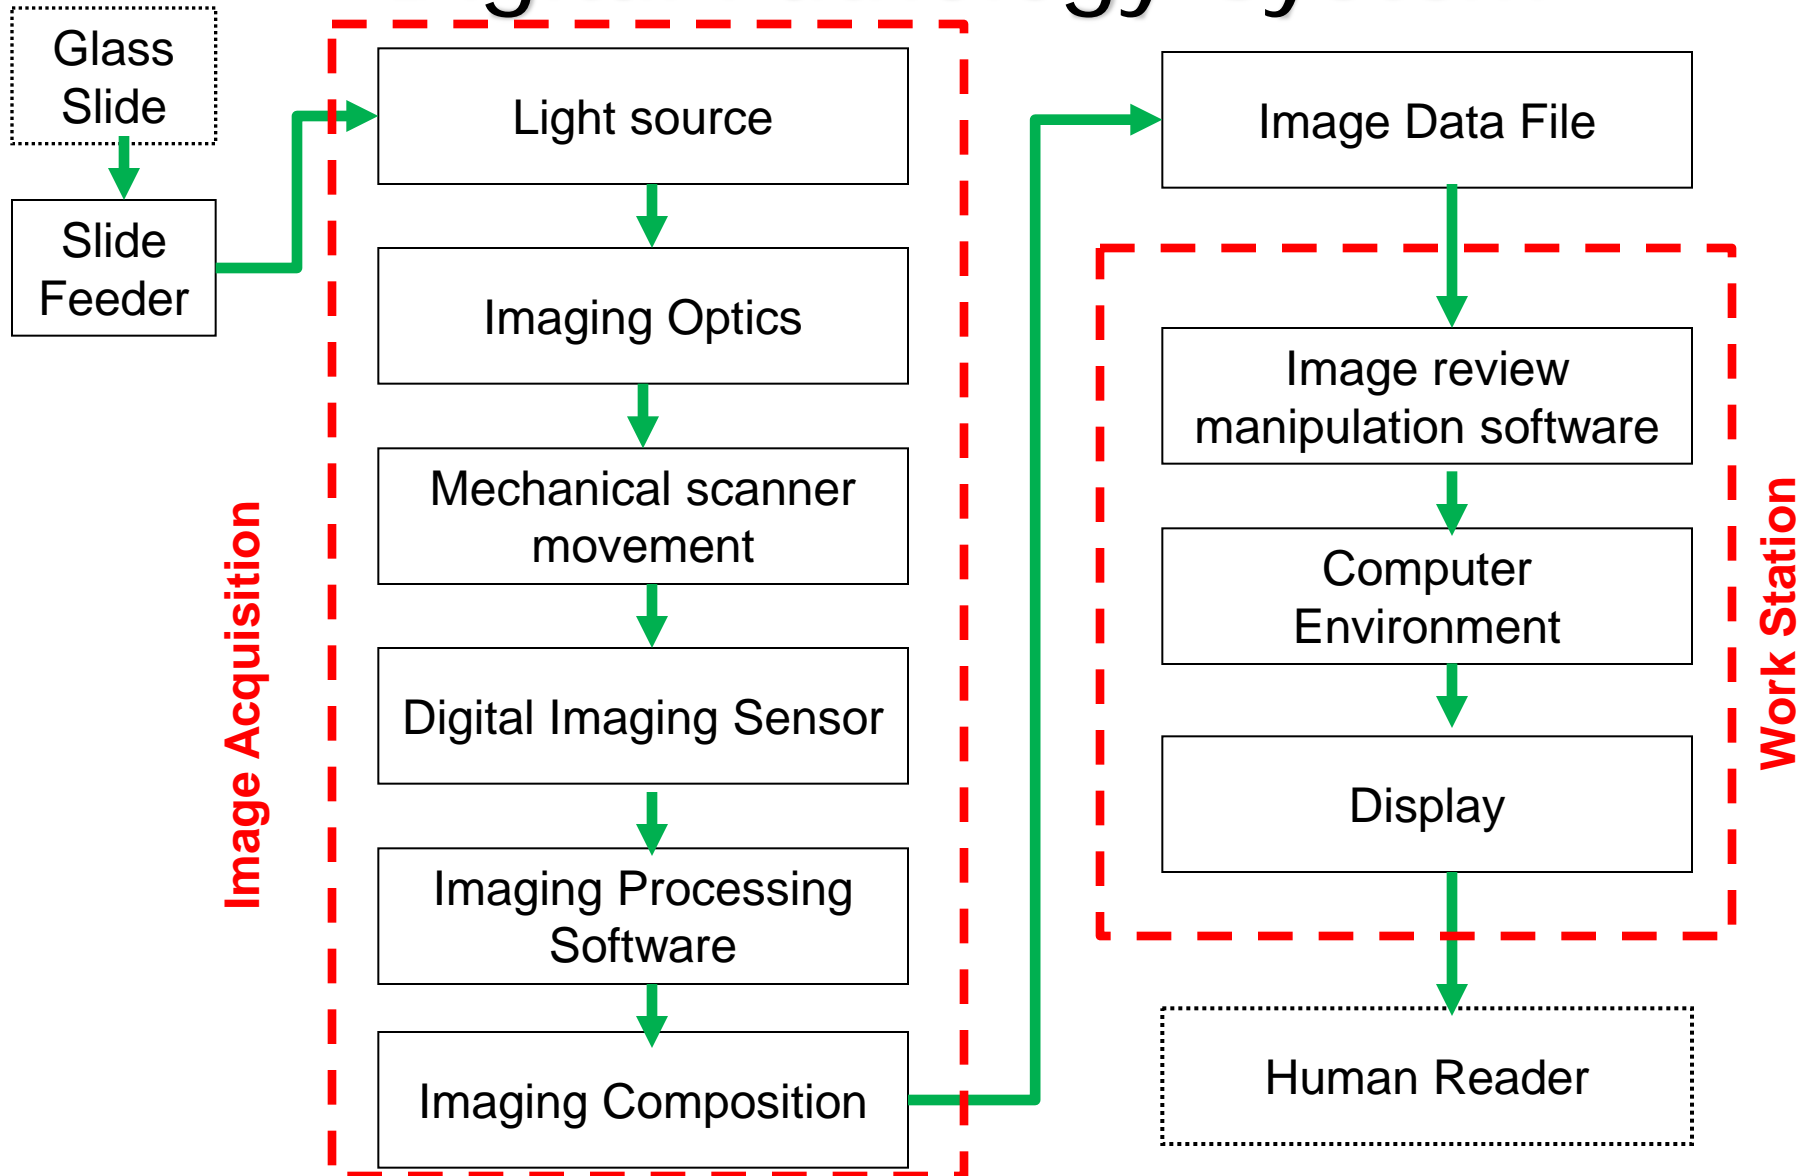 Glass
Slide
Slide
Feeder
Image Acquisition
Light source
Imaging Optics
Mechanical scanner
movement
Digital Imaging Sensor
Imaging Processing
Software
Imaging Composition
Image Data File
Image review
manipulation software
Computer
Environment
Display
Work Station
Human Reader